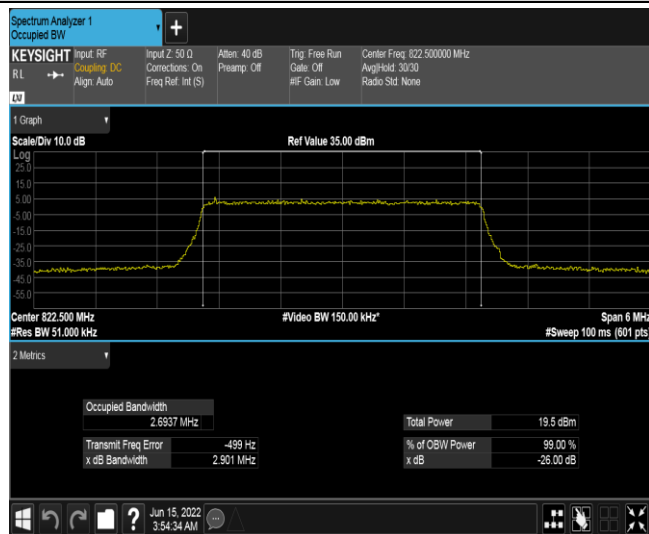 Spectrum Analyzer 1
Occupied BW
+
KEYSIGHT
RL
LXI
Input: RF
Coupling: DC
Align: Auto
Input Z: 50 Ω
Corrections: On
Freq Ref: Int (S)
Atten: 40 dB
Preamp: Off
Trig: Free Run
Gate: Off
#IF Gain: Low
Center Freq: 822.500000 MHz
Avg|Hold: 30/30
Radio Std: None
1 Graph
Scale/Div 10.0 dB
Ref Value 35.00 dBm
Log
25.0
15.0
5.00
-5.00
-15.0
-25.0
-35.0
-45.0
-55.0
Center 822.500 MHz
#Video BW 150.00 kHz*
Span 6 MHz
#Res BW 51.000 kHz
#Sweep 100 ms (601 pts
2 Metrics
Occupied Bandwidth
2.6937 MHz
Total Power 19.5 dBm
Transmit Freq Error -499 Hz
% of OBW Power 99.00 %
x dB Bandwidth 2.901 MHz
x dB -26.00 dB
?
Jun 15, 2022
3:54:34 AM